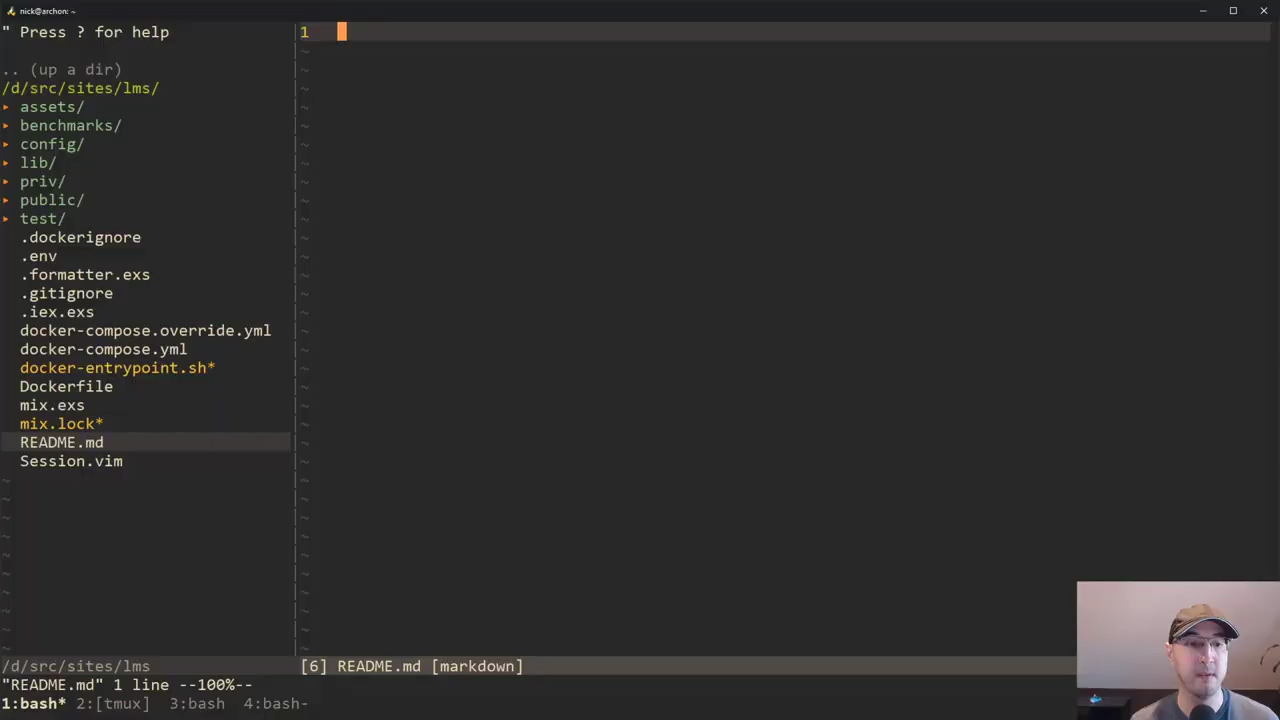 nick@archon: ~
" Press ? for help
1
.. (up a dir)
/d/src/sites/lms/
▸ assets/
▸ benchmarks/
▸ config/
▸ lib/
▸ priv/
▸ public/
▸ test/
.dockerignore
.env
.formatter.exs
.gitignore
.iex.exs
docker-compose.override.yml
docker-compose.yml
docker-entrypoint.sh*
Dockerfile
mix.exs
mix.lock*
README.md
Session.vim
/d/src/sites/lms
[6] README.md [markdown]
"README.md" 1 line --100%--
1:bash* 2:[tmux] 3:bash 4:bash-